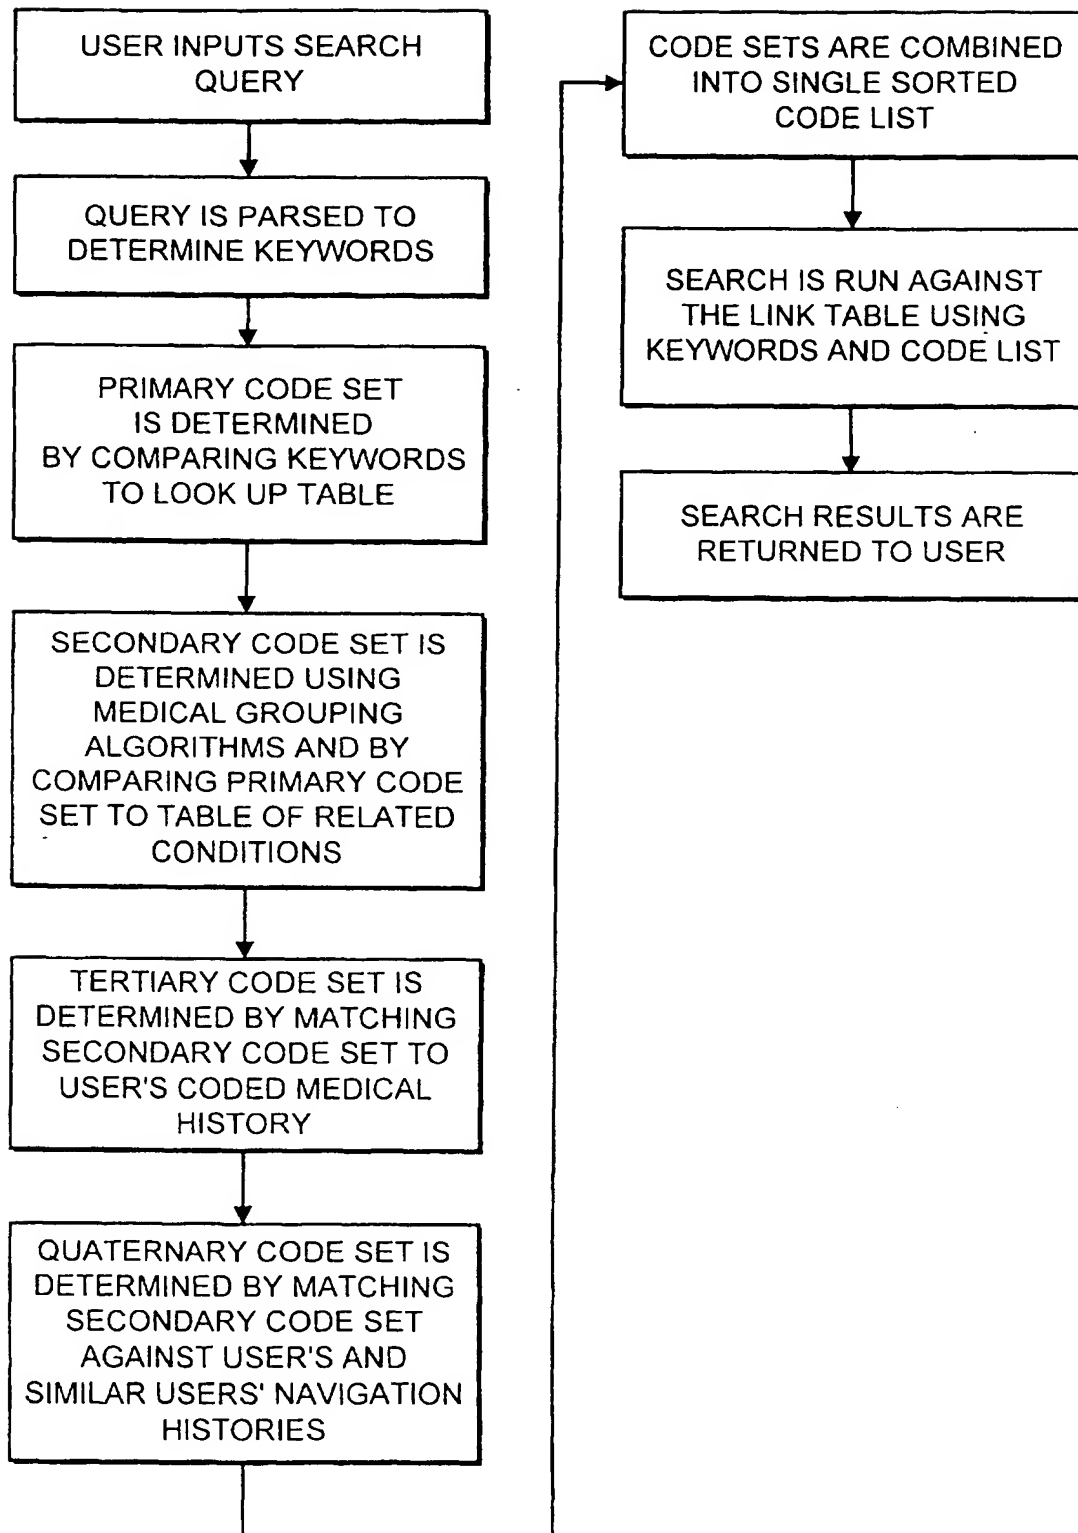 USER INPUTS SEARCH
QUERY
QUERY IS PARSED TO
DETERMINE KEYWORDS
PRIMARY CODE SET
IS DETERMINED
BY COMPARING KEYWORDS
TO LOOK UP TABLE
SECONDARY CODE SET IS
DETERMINED USING
MEDICAL GROUPING
ALGORITHMS AND BY
COMPARING PRIMARY CODE
SET TO TABLE OF RELATED
CONDITIONS
TERTIARY CODE SET IS
DETERMINED BY MATCHING
SECONDARY CODE SET TO
USER'S CODED MEDICAL
HISTORY
QUATERNARY CODE SET IS
DETERMINED BY MATCHING
SECONDARY CODE SET
AGAINST USER'S AND
SIMILAR USERS' NAVIGATION
HISTORIES
CODE SETS ARE COMBINED
INTO SINGLE SORTED
CODE LIST
SEARCH IS RUN AGAINST
THE LINK TABLE USING
KEYWORDS AND CODE LIST
SEARCH RESULTS ARE
RETURNED TO USER